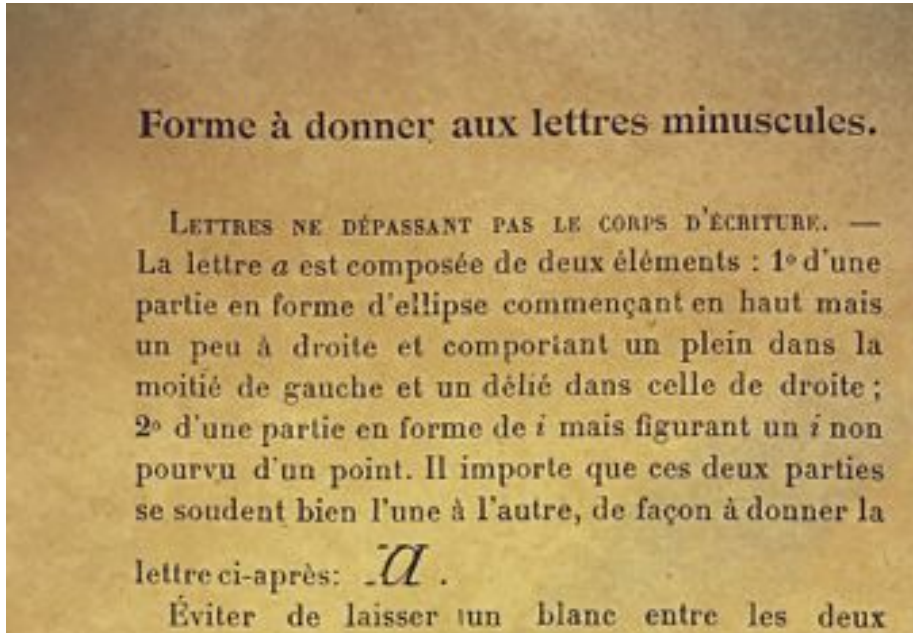 Forme à donner aux lettres minuscules.
LETTRES NE DÉPASSANT PAS LE CORPS D'ÉCRITURE. —
La lettre a est composée de deux éléments : 1º d'une
partie en forme d'ellipse commençant en haut mais
un peu à droite et comportant un plein dans la
moitié de gauche et un délié dans celle de droite ;
2º d'une partie en forme de i mais figurant un i non
pourvu d'un point. Il importe que ces deux parties
se soudent bien l'une à l'autre, de façon à donner la
lettre ci-après: a .
Éviter de laisser un blanc entre les deux